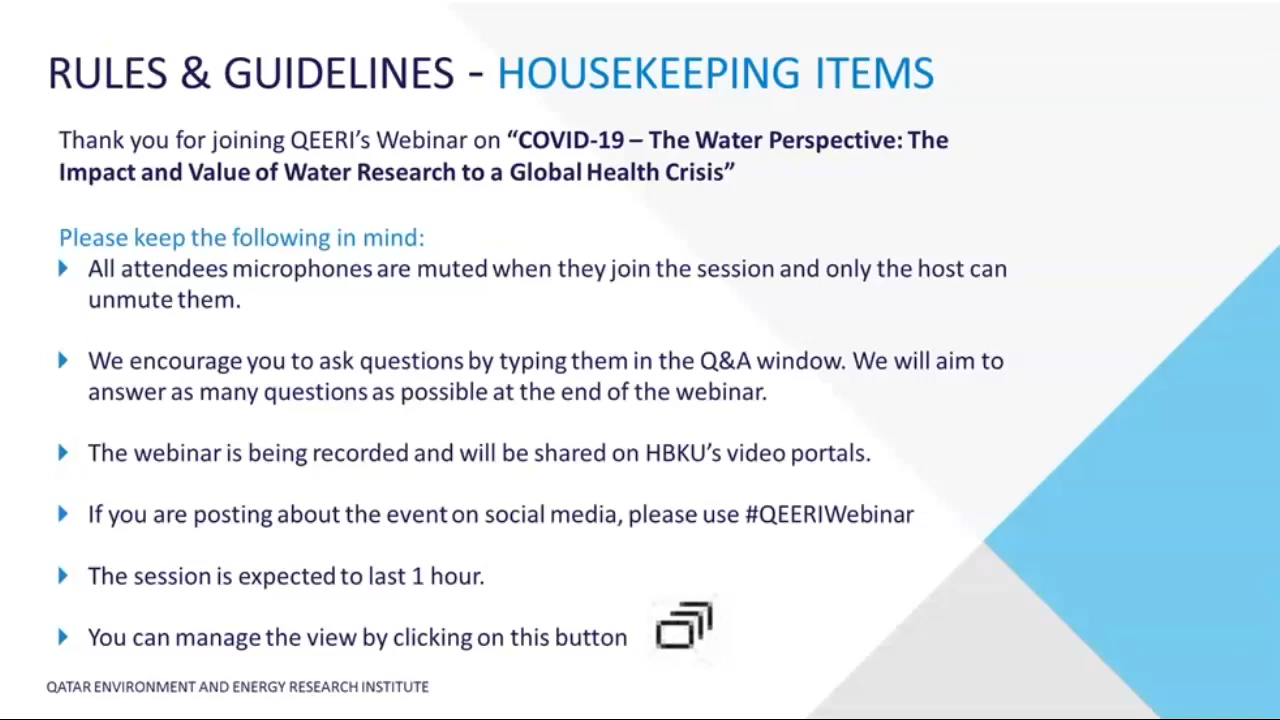 RULES & GUIDELINES - HOUSEKEEPING ITEMS
Thank you for joining QEERI’s Webinar on “COVID-19 – The Water Perspective: The
Impact and Value of Water Research to a Global Health Crisis”
Please keep the following in mind:
All attendees microphones are muted when they join the session and only the host can
unmute them.
We encourage you to ask questions by typing them in the Q&A window. We will aim to
answer as many questions as possible at the end of the webinar.
The webinar is being recorded and will be shared on HBKU’s video portals.
If you are posting about the event on social media, please use #QEERIWebinar
The session is expected to last 1 hour.
You can manage the view by clicking on this button
QATAR ENVIRONMENT AND ENERGY RESEARCH INSTITUTE